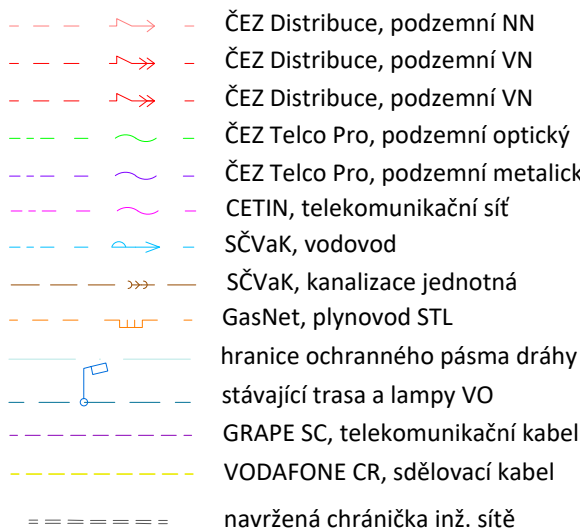 ČEZ Distribuce, podzemní NN
ČEZ Distribuce, podzemní VN
ČEZ Distribuce, podzemní VN
ČEZ Telco Pro, podzemní optický
ČEZ Telco Pro, podzemní metalick
CETIN, telekomunikační síť
SČVaK, vodovod
SČVaK, kanalizace jednotná
GasNet, plynovod STL
hranice ochranného pásma dráhy
stávající trasa a lampy VO
GRAPE SC, telekomunikační kabel
VODAFONE CR, sdělovací kabel
navržená chránička inž. sítě